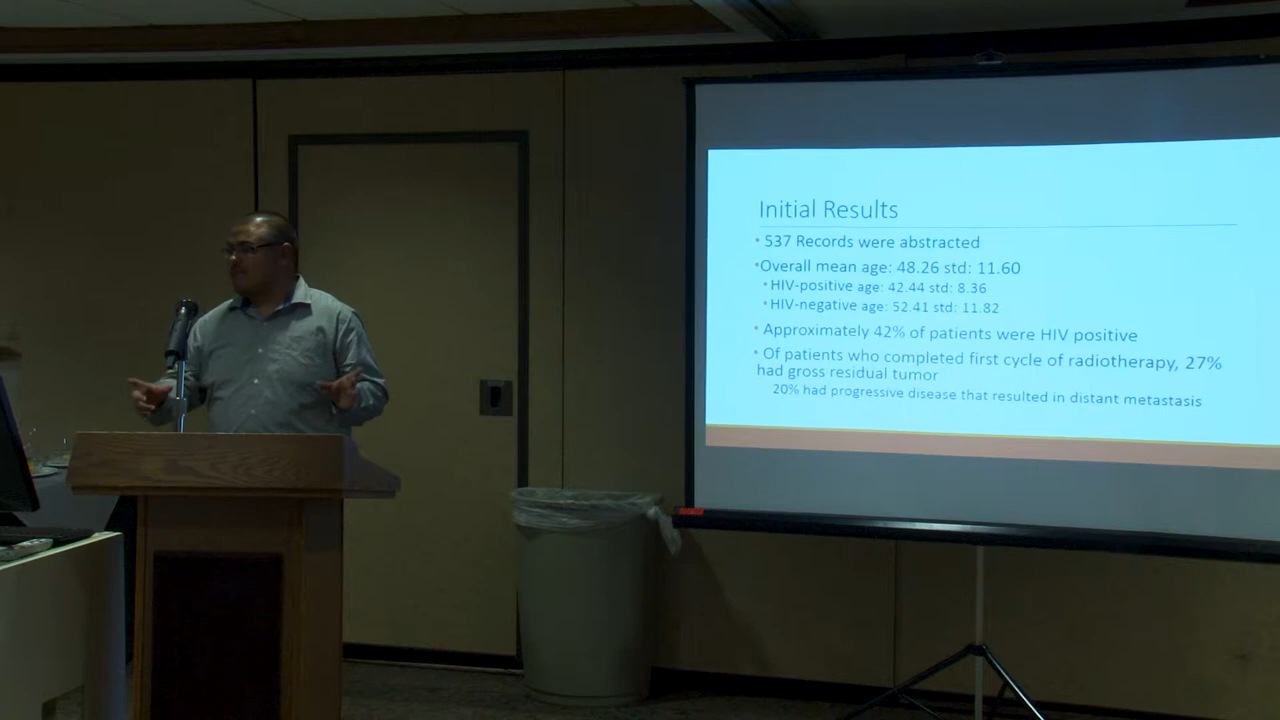 Initial Results
• 537 Records were abstracted
•Overall mean age: 48.26 std: 11.60
• HIV-positive age: 42.44 std: 8.36
• HIV-negative age: 52.41 std: 11.82
• Approximately 42% of patients were HIV positive
• Of patients who completed first cycle of radiotherapy, 27%
had gross residual tumor
20% had progressive disease that resulted in distant metastasis